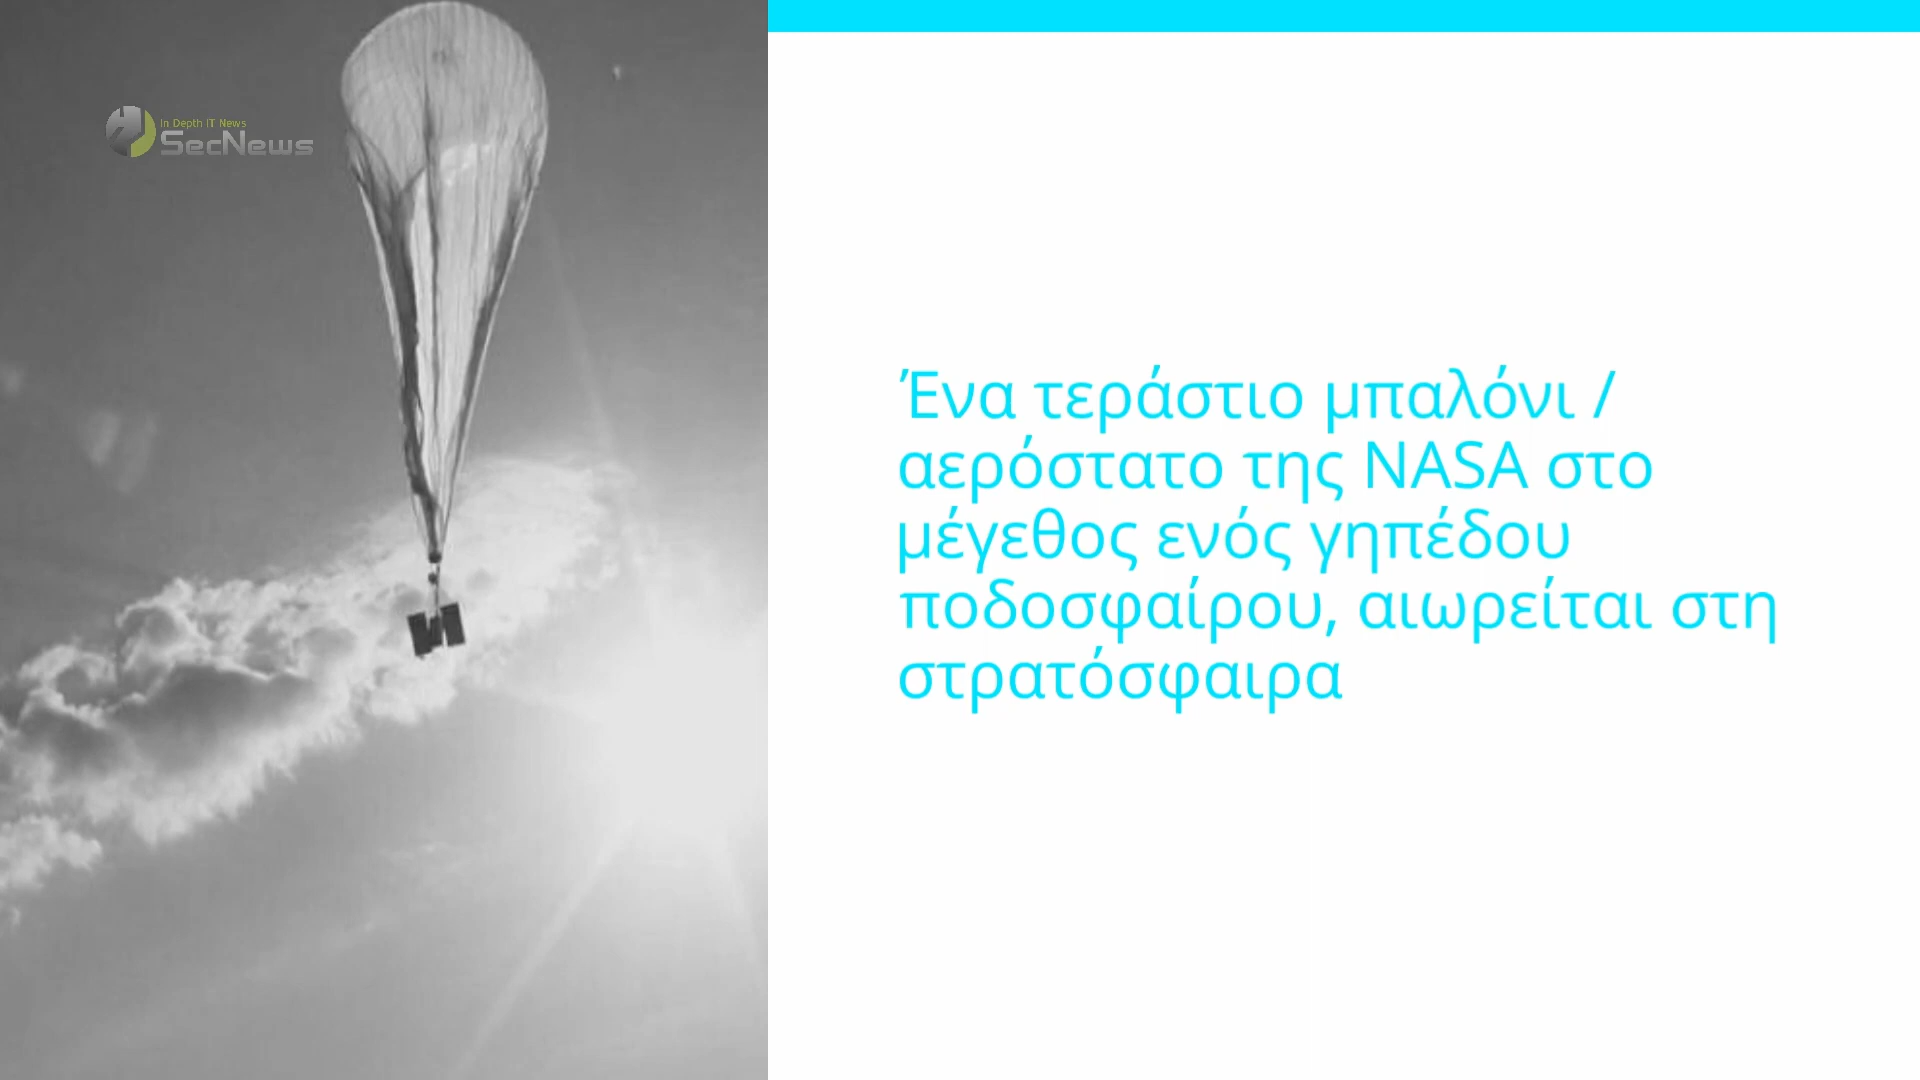 In Depth IT News
SecNews
Ένα τεράστιο μπαλόνι /
αερόστατο της NASA στο
μέγεθος ενός γηπέδου
ποδοσφαίρου, αιωρείται στη
στρατόσφαιρα